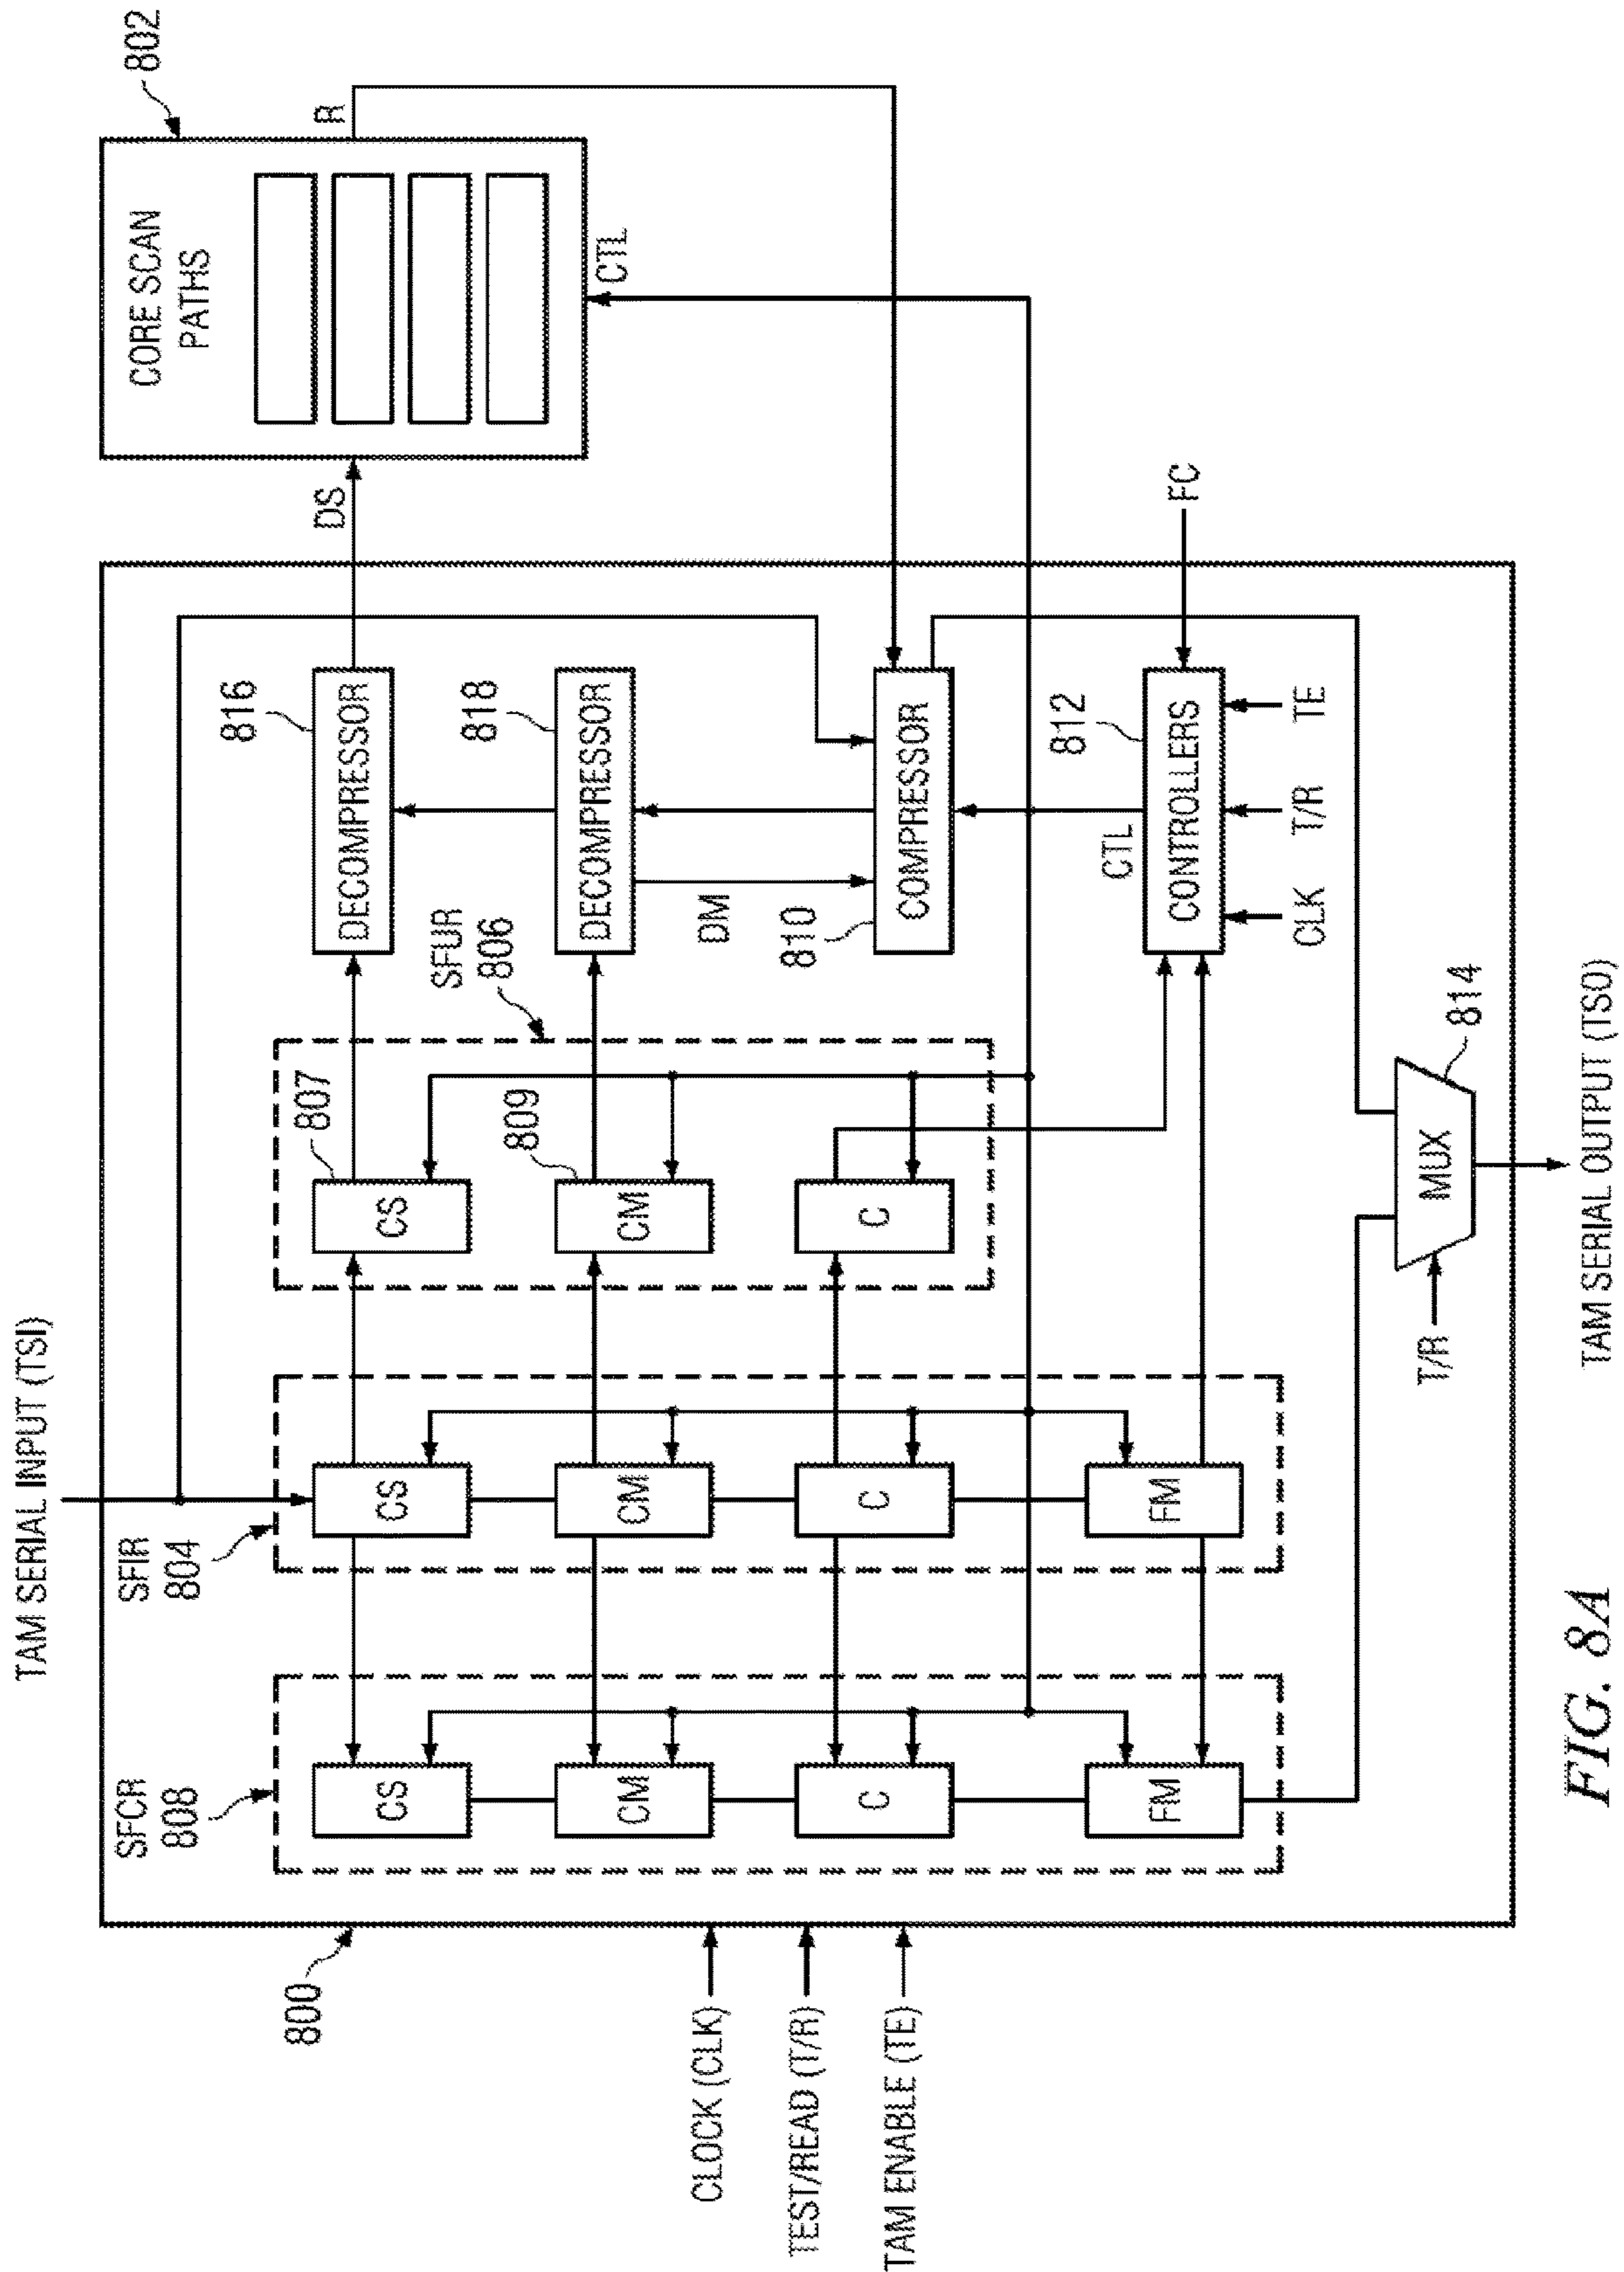 TAM SERIAL INPUT (TSI)
802
CORE SCAN
PATHS
R
CTL
DS
800
CLOCK (CLK)
TEST/READ (T/R)
TAM ENABLE (TE)
SFCR
808
CS
CM
C
FM
SFIR
804
CS
CM
C
FM
SFUR
806
807
CS
809
CM
C
816
DECOMPRESSOR
818
DECOMPRESSOR
DM
810
COMPRESSOR
CTL
812
CONTROLLERS
CLK
T/R
TE
FC
T/R
MUX
814
TAM SERIAL OUTPUT (TSO)
FIG. 8A